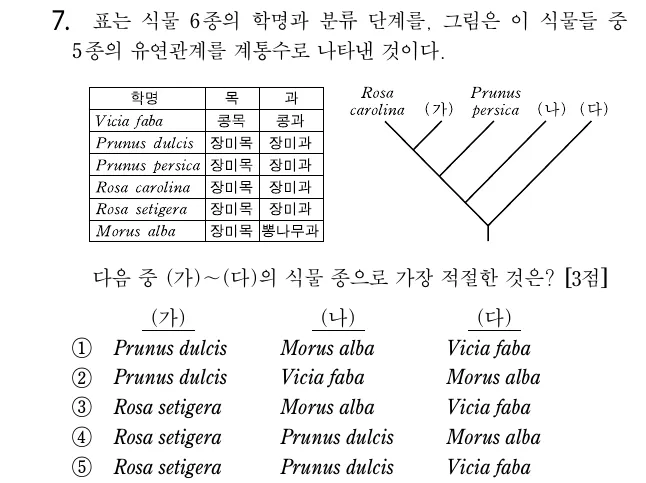 7. 표는 식물 6종의 학명과 분류 단계를, 그림은 이 식물들 중
5종의 유연관계를 계통수로 나타낸 것이다.
학명 목 과
Vicia faba 콩목 콩과
Prunus dulcis 장미목 장미과
Prunus persica 장미목 장미과
Rosa carolina 장미목 장미과
Rosa setigera 장미목 장미과
Morus alba 장미목 뽕나무과
Rosa Prunus
carolina (가) persica (나) (다)
다음 중 (가)~(다)의 식물 종으로 가장 적절한 것은? [3점]
(가) (나) (다)
① Prunus dulcis Morus alba Vicia faba
② Prunus dulcis Vicia faba Morus alba
③ Rosa setigera Morus alba Vicia faba
④ Rosa setigera Prunus dulcis Morus alba
⑤ Rosa setigera Prunus dulcis Vicia faba